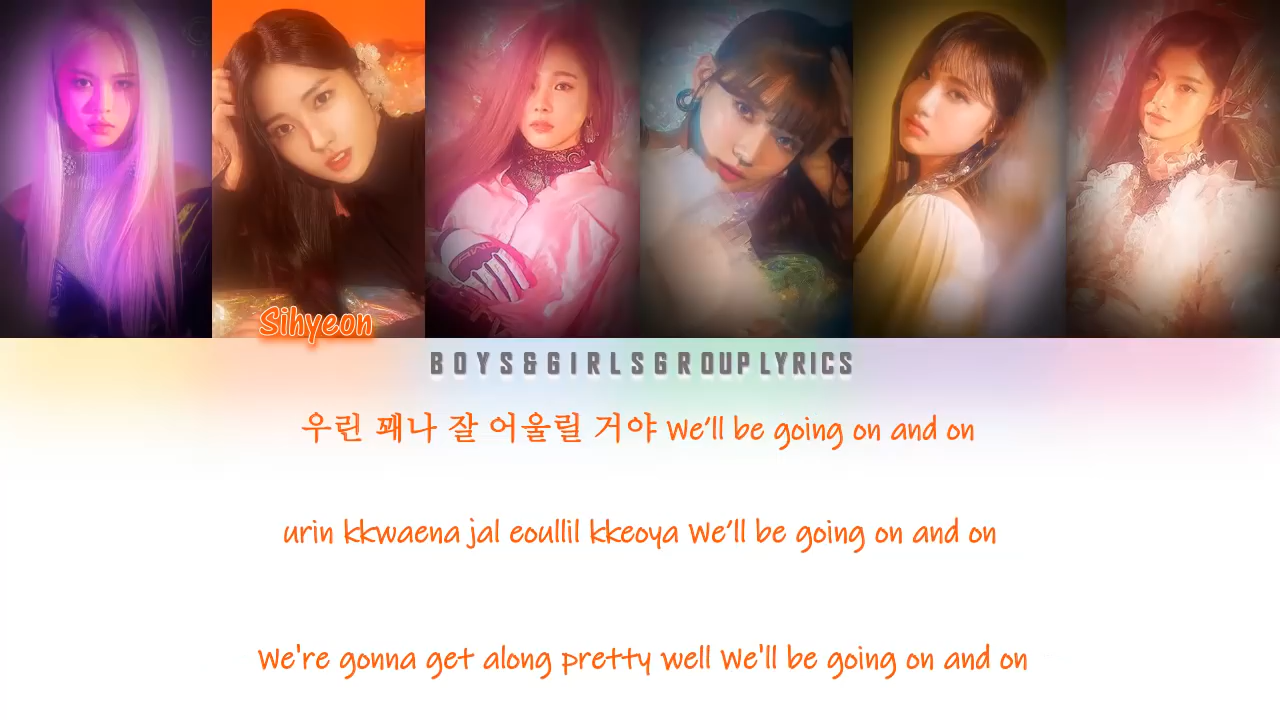 Sihyeon
BOYS&GIRLSGROUPLYRICS
우린 꽤나 잘 어울릴 거야 We’ll be going on and on
urin kkwaena jal eoullil kkeoya We’ll be going on and on
We're gonna get along pretty well We'll be going on and on